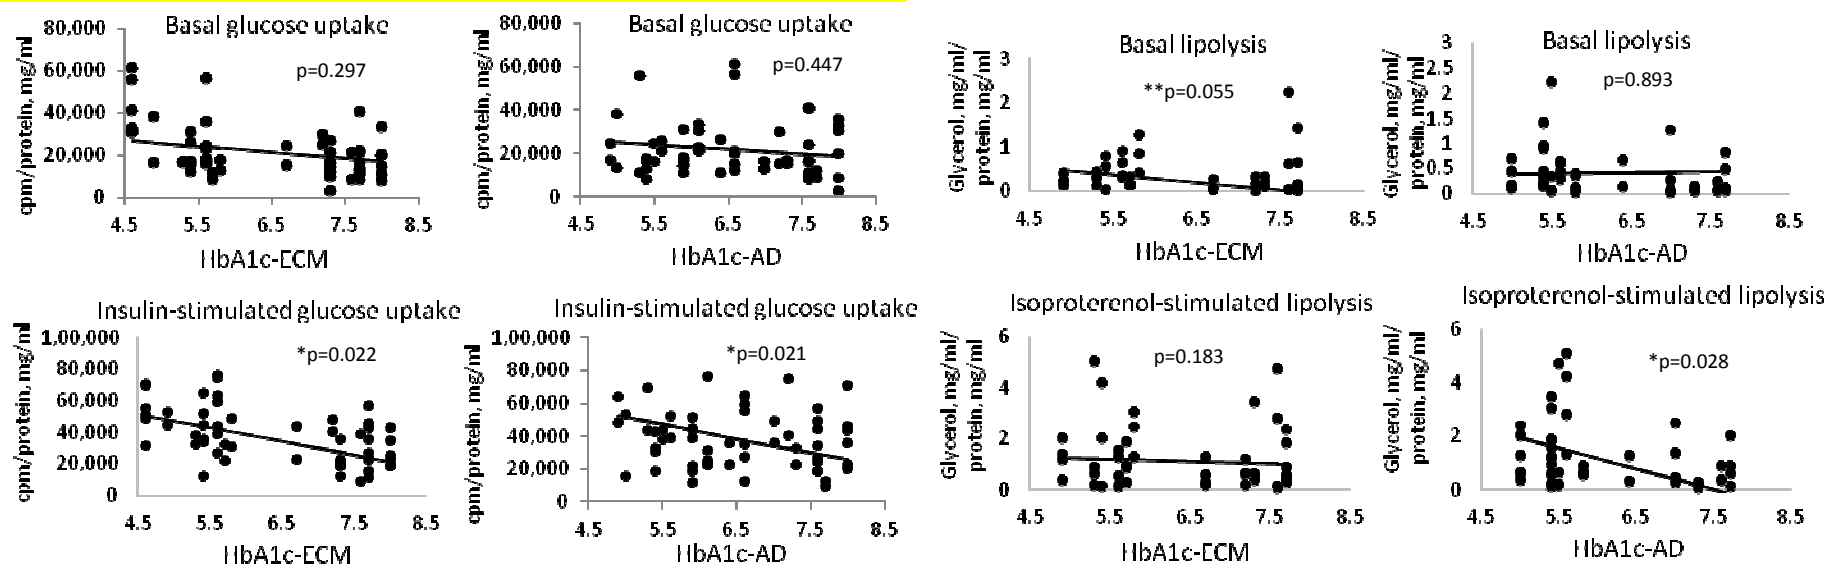 Basal glucose uptake
p=0.297
cpm/protein, mg/ml
80,000
60,000
40,000
20,000
0
4.5 5.5 6.5 7.5 8.5
HbA1c-ECM
Basal glucose uptake
p=0.447
cpm/protein, mg/ml
80,000
60,000
40,000
20,000
0
4.5 5.5 6.5 7.5 8.5
HbA1c-AD
Basal lipolysis
**p=0.055
Glycerol, mg/ml/
protein, mg/ml
3
2
1
0
4.5 5.5 6.5 7.5 8.5
HbA1c-ECM
Basal lipolysis
p=0.893
Glycerol, mg/ml/
protein, mg/ml
3
2.5
2
1.5
1
0.5
0
4.5 5.5 6.5 7.5 8.5
HbA1c-AD
Insulin-stimulated glucose uptake
*p=0.022
cpm/protein, mg/ml
1,00,000
80,000
60,000
40,000
20,000
0
4.5 5.5 6.5 7.5 8.5
HbA1c-ECM
Insulin-stimulated glucose uptake
*p=0.021
cpm/ptotein, mg/ml
1,00,000
80,000
60,000
40,000
20,000
0
4.5 5.5 6.5 7.5 8.5
HbA1c-AD
Isoproterenol-stimulated lipolysis
p=0.183
Glycerol, mg/ml/
protein, mg/ml
6
4
2
0
4.5 5.5 6.5 7.5 8.5
HbA1c-ECM
Isoproterenol-stimulated lipolysis
*p=0.028
Glycerol, mg/ml/
protein, mg/ml
6
4
2
0
4.5 5.5 6.5 7.5 8.5
HbA1c-AD